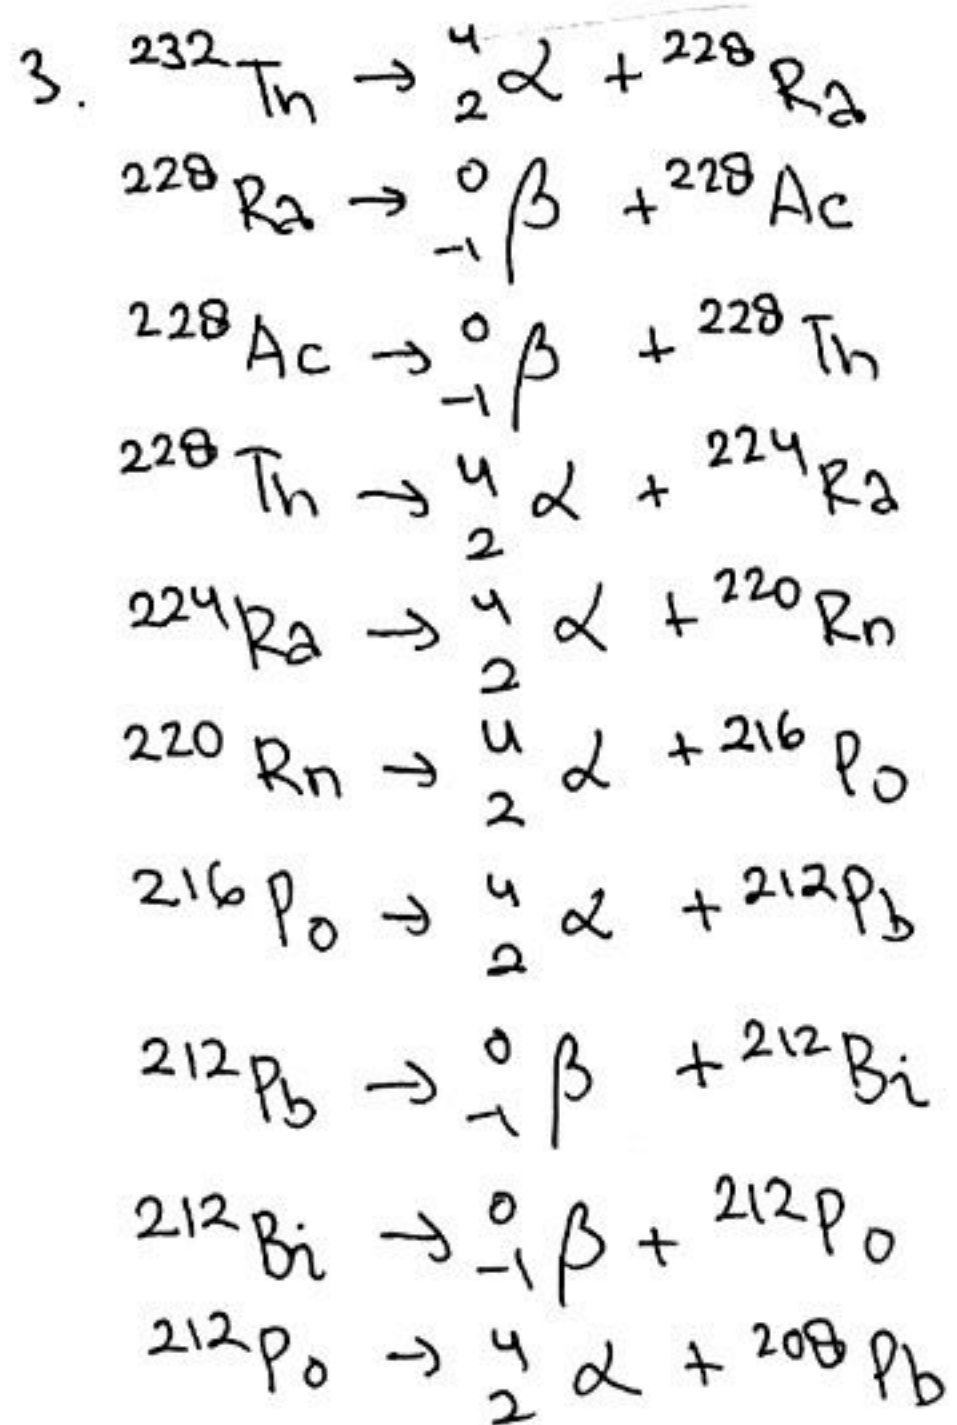 3. ²³²Th → ⁴₂α + ²²⁸Ra
²²⁸Ra → ⁰₋₁β + ²²⁸Ac
²²⁸Ac → ⁰₋₁β + ²²⁸Th
²²⁸Th → ⁴₂α + ²²⁴Ra
²²⁴Ra → ⁴₂α + ²²⁰Rn
²²⁰Rn → ⁴₂α + ²¹⁶Po
²¹⁶Po → ⁴₂α + ²¹²Pb
²¹²Pb → ⁰₋₁β + ²¹²Bi
²¹²Bi → ⁰₋₁β + ²¹²Po
²¹²Po → ⁴₂α + ²⁰⁸Pb